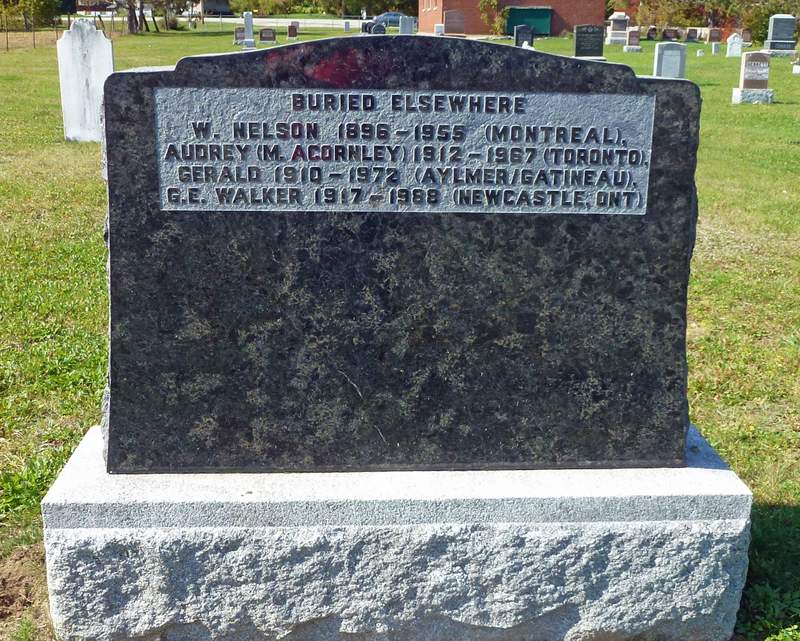 BURIED ELSEWHERE
W. NELSON 1896-1955 (MONTREAL),
AUDREY (M. ACORNLEY) 1912-1967 (TORONTO),
GERALD 1910-1972 (AYLMER/GATINEAU),
G.E. WALKER 1917-1988 (NEWCASTLE, ONT)